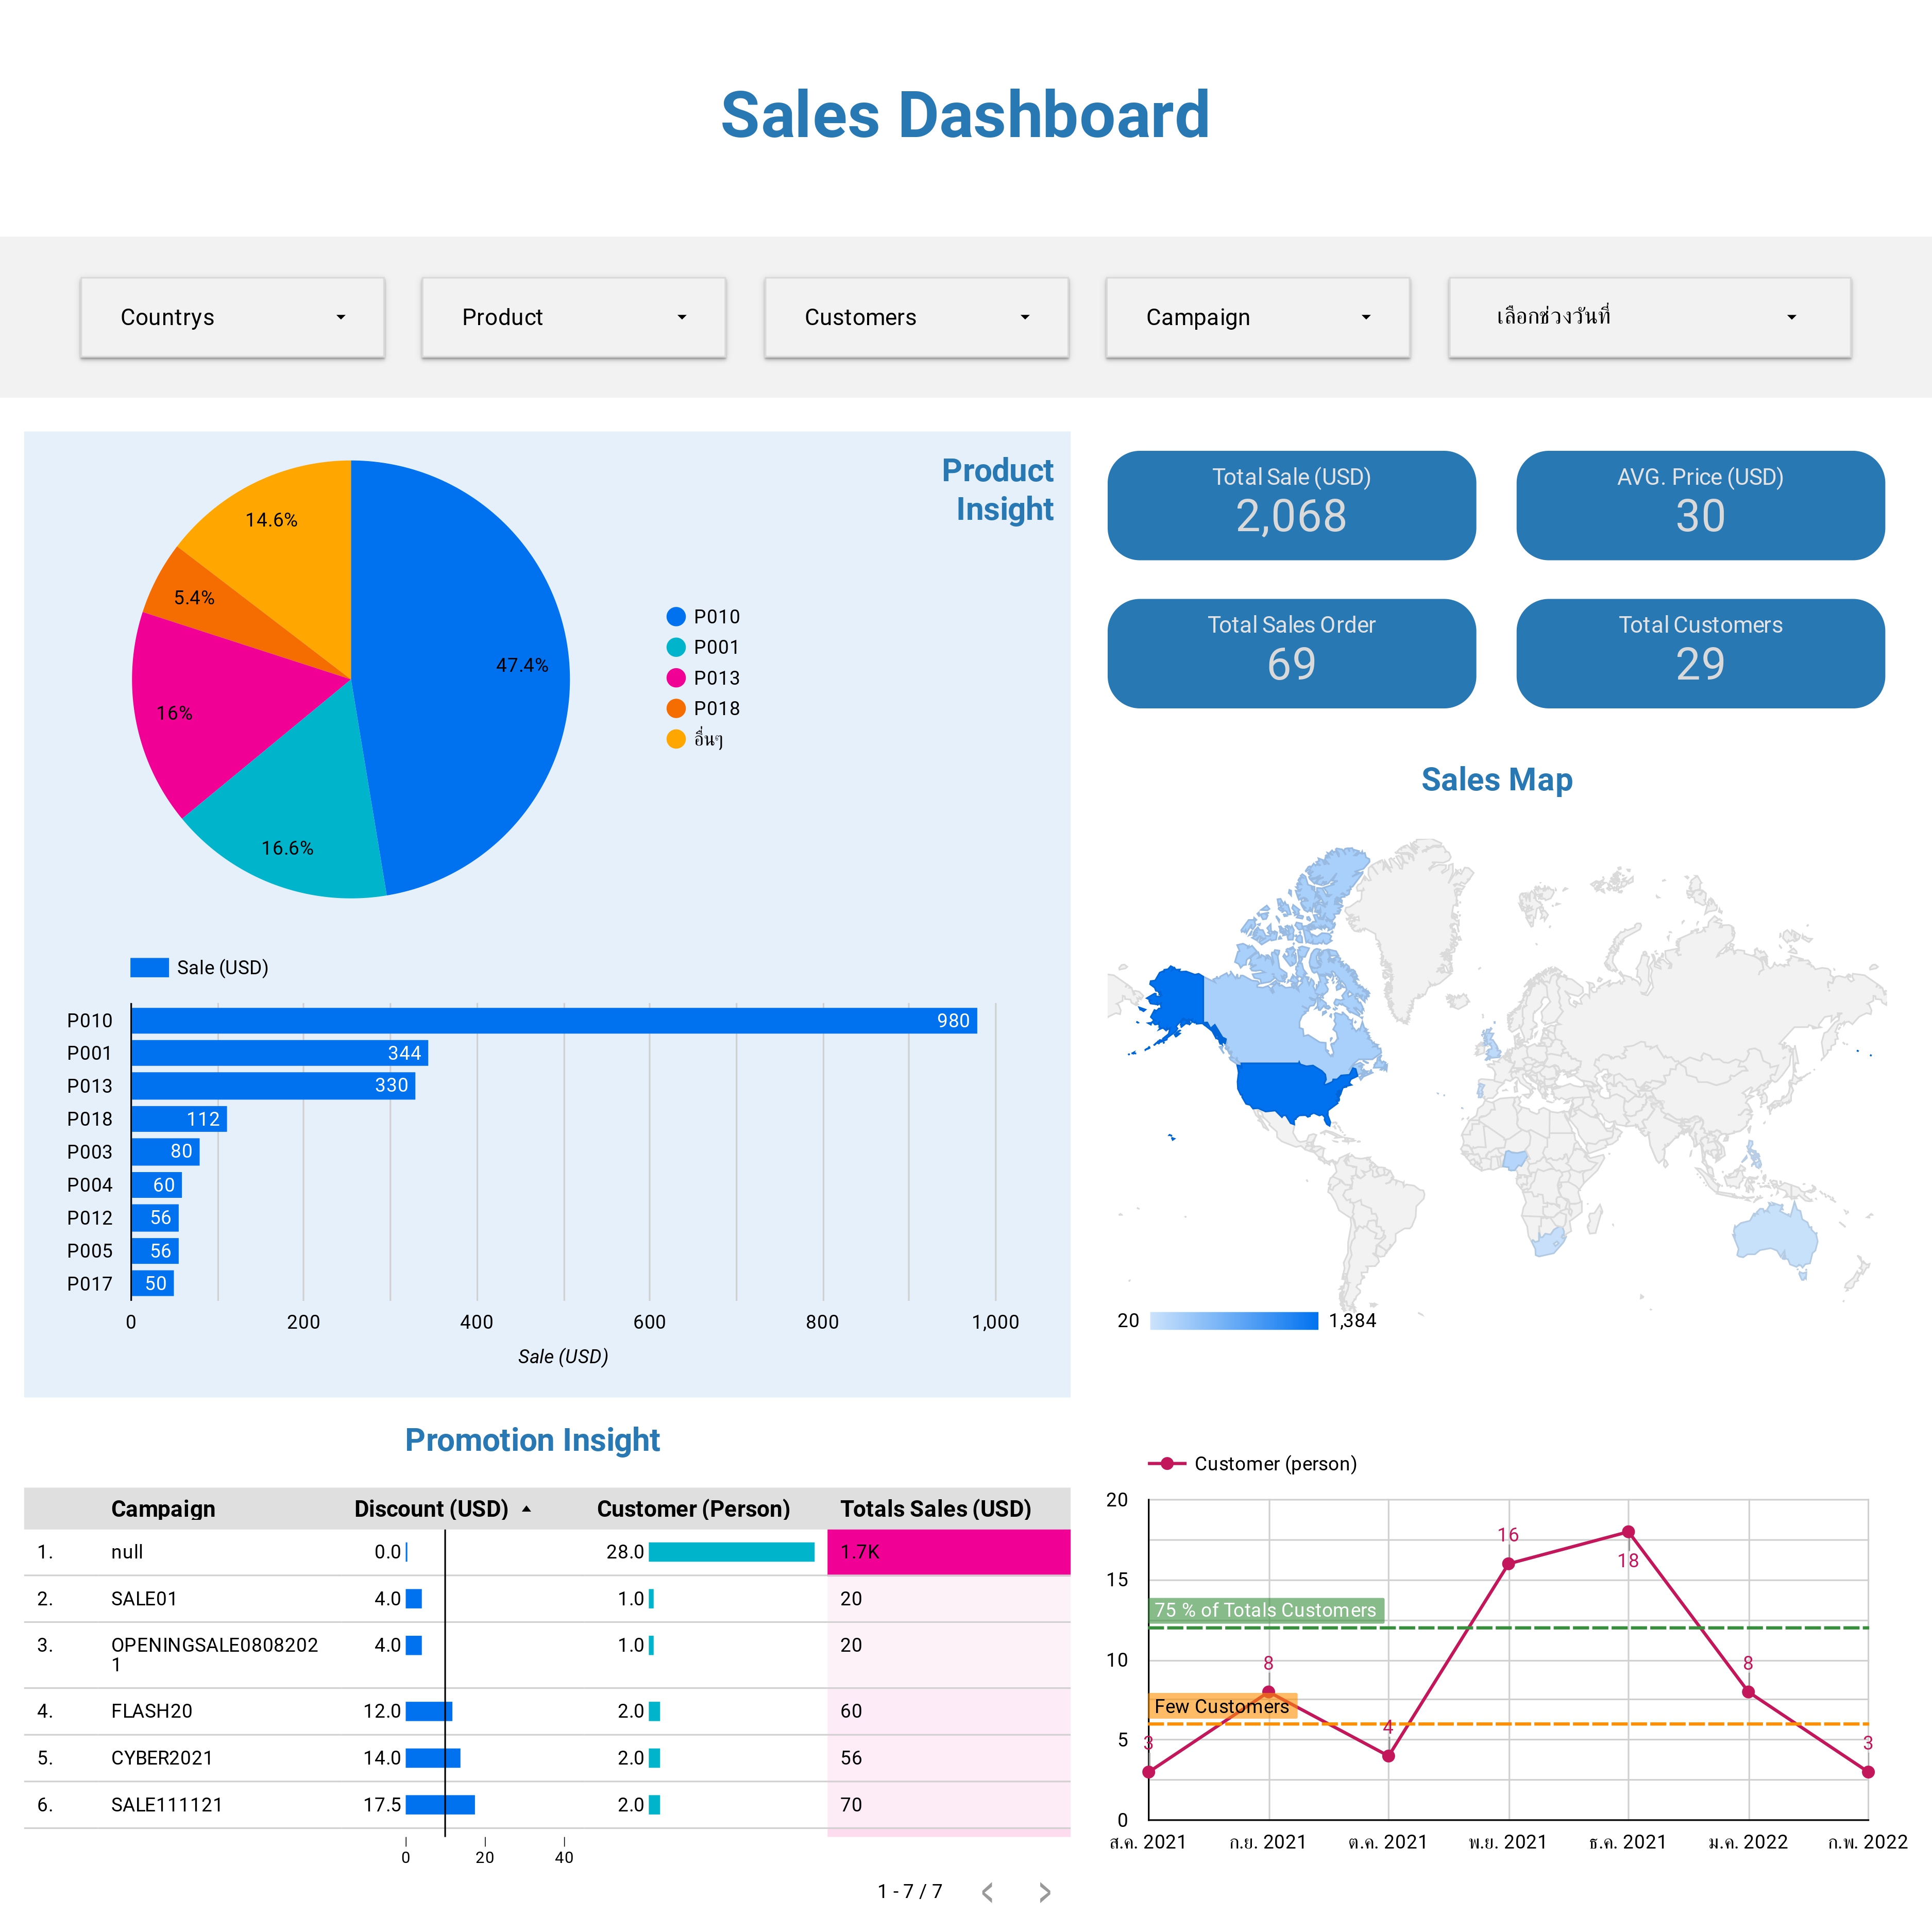 Sales Dashboard
Countrys
Product
Customers
Campaign
เลือกช่วงวันที่
Product
Insight
14.6%
5.4%
47.4%
16%
16.6%
P010
P001
P013
P018
อื่นๆ
Sale (USD)
P010 980
P001 344
P013 330
P018 112
P003 80
P004 60
P012 56
P005 56
P017 50
0 200 400 600 800 1,000
Sale (USD)
Total Sale (USD)
2,068
AVG. Price (USD)
30
Total Sales Order
69
Total Customers
29
Sales Map
20 1,384
Promotion Insight
Campaign Discount (USD) Customer (Person) Totals Sales (USD)
1. null 0.0 28.0 1.7K
2. SALE01 4.0 1.0 20
3. OPENINGSALE0808202 4.0 1.0 20
1
4. FLASH20 12.0 2.0 60
5. CYBER2021 14.0 2.0 56
6. SALE111121 17.5 2.0 70
0 20 40
1 - 7 / 7
Customer (person)
20
15
10
5
0
16
18
75 % of Totals Customers
8
8
Few Customers
4
3
3
ส.ค. 2021 ก.ย. 2021 ต.ค. 2021 พ.ย. 2021 ธ.ค. 2021 ม.ค. 2022 ก.พ. 2022